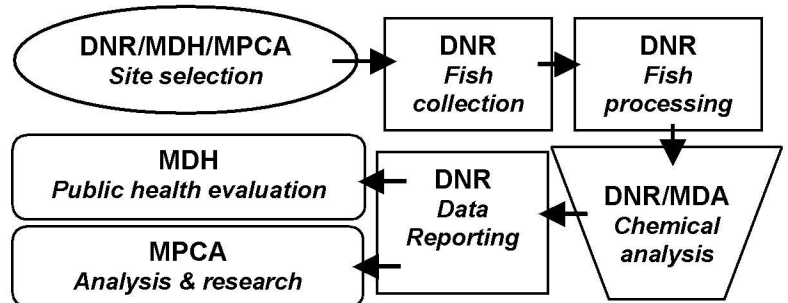 DNR/MDH/MPCA
Site selection
DNR
Fish
collection
DNR
Fish
processing
DNR/MDA
Chemical
analysis
DNR
Data
Reporting
MDH
Public health evaluation
MPCA
Analysis & research